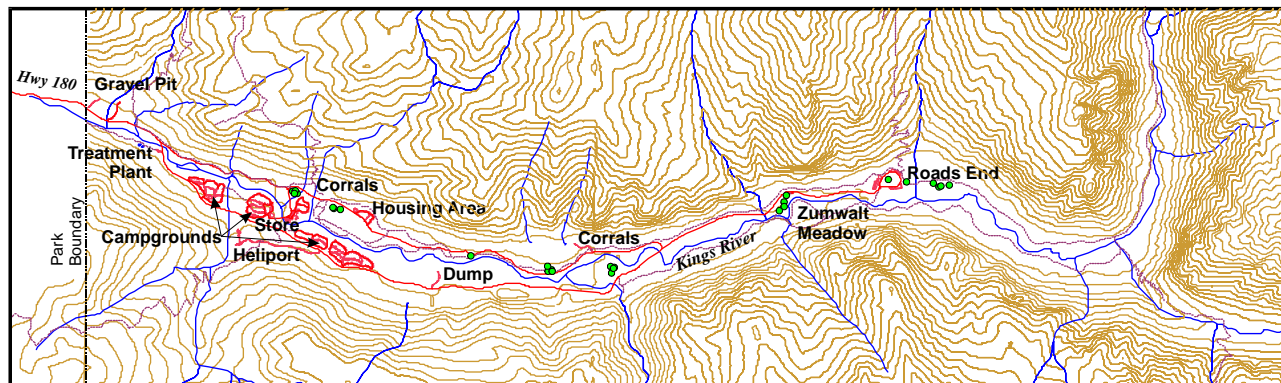 Hwy 180
Gravel Pit
Treatment
Plant
Corrals
Housing Area
Store
Campgrounds
Heliport
Park
Boundary
Dump
Corrals
Kings River
Zumwalt
Meadow
Roads End